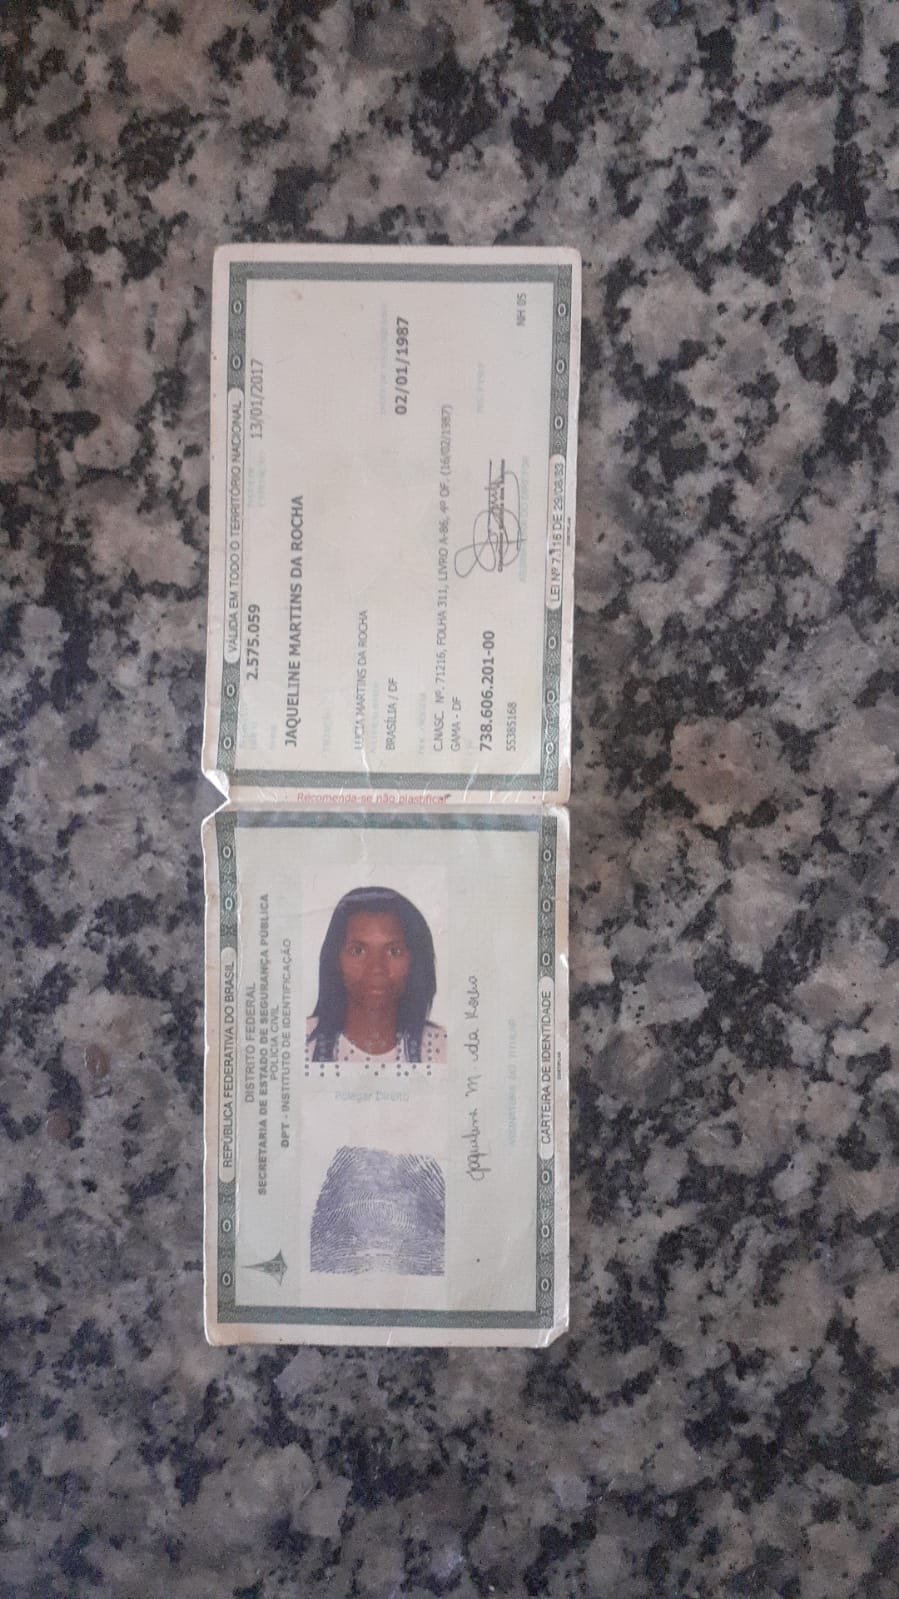 REPÚBLICA FEDERATIVA DO BRASIL
DISTRITO FEDERAL
SECRETARIA DE ESTADO DE SEGURANÇA PÚBLICA
POLÍCIA CIVIL
DPT - INSTITUTO DE IDENTIFICAÇÃO
Polegar Direito
Jaqueline M. da Rocha
ASSINATURA DO TITULAR
CARTEIRA DE IDENTIDADE
Recomenda-se não plastificar
VÁLIDA EM TODO O TERRITÓRIO NACIONAL
2.575.059 13/01/2017
JAQUELINE MARTINS DA ROCHA
LUCIA MARTINS DA ROCHA
BRASÍLIA / DF 02/01/1987
C.NASC. Nº. 71216, FOLHA 311, LIVRO A-86, 4º OF. (16/02/1987)
GAMA - DF
738.606.201-00
55385168 NH 05
LEI Nº 7.116 DE 29/08/83